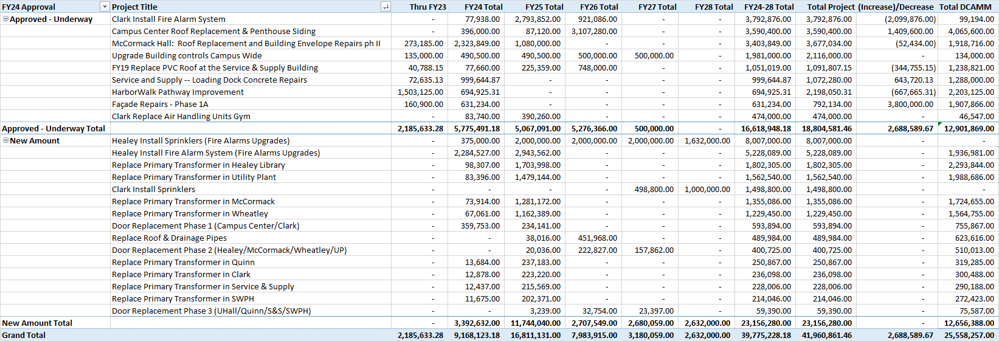 FY24 Approval Project Title Thru FY23 FY24 Total FY25 Total FY26 Total FY27 Total FY28 Total FY24-28 Total Total Project (Increase)/Decrease Total DCAMM
Approved - Underway Clark Install Fire Alarm System - 77,938.00 2,793,852.00 921,086.00 - - 3,792,876.00 3,792,876.00 (2,099,876.00) 99,194.00
Campus Center Roof Replacement & Penthouse Siding - 396,000.00 87,120.00 3,107,280.00 - - 3,590,400.00 3,590,400.00 1,409,600.00 4,065,600.00
McCormack Hall:  Roof Replacement and Building Envelope Repairs ph II 273,185.00 2,323,849.00 1,080,000.00 - - - 3,403,849.00 3,677,034.00 (52,434.00) 1,918,716.00
Upgrade Building controls Campus Wide 135,000.00 490,500.00 490,500.00 500,000.00 500,000.00 - 1,981,000.00 2,116,000.00 - 134,000.00
FY19 Replace PVC Roof at the Service & Supply Building 40,788.15 77,660.00 225,359.00 748,000.00 - - 1,051,019.00 1,091,807.15 (344,755.15) 1,238,821.00
Service and Supply -- Loading Dock Concrete Repairs 72,635.13 999,644.87 - - - - 999,644.87 1,072,280.00 643,720.13 1,288,000.00
HarborWalk Pathway Improvement 1,503,125.00 694,925.31 - - - - 694,925.31 2,198,050.31 (667,665.31) 2,203,125.00
Façade Repairs - Phase 1A 160,900.00 631,234.00 - - - - 631,234.00 792,134.00 3,800,000.00 1,907,866.00
Clark Replace Air Handling Units Gym - 83,740.00 390,260.00 - - - 474,000.00 474,000.00 - 46,547.00
Approved - Underway Total 2,185,633.28 5,775,491.18 5,067,091.00 5,276,366.00 500,000.00 - 16,618,948.18 18,804,581.46 2,688,589.67 12,901,869.00
New Amount Healey Install Sprinklers (Fire Alarms Upgrades) - 375,000.00 2,000,000.00 2,000,000.00 2,000,000.00 1,632,000.00 8,007,000.00 8,007,000.00 - -
Healey Install Fire Alarm System (Fire Alarms Upgrades) - 2,284,527.00 2,943,562.00 - - - 5,228,089.00 5,228,089.00 - 1,936,981.00
Replace Primary Transformer in Healey Library - 98,307.00 1,703,998.00 - - - 1,802,305.00 1,802,305.00 - 2,293,844.00
Replace Primary Transformer in Utility Plant - 83,396.00 1,479,144.00 - - - 1,562,540.00 1,562,540.00 - 1,988,686.00
Clark Install Sprinklers - - - - 498,800.00 1,000,000.00 1,498,800.00 1,498,800.00 - -
Replace Primary Transformer in McCormack - 73,914.00 1,281,172.00 - - - 1,355,086.00 1,355,086.00 - 1,724,655.00
Replace Primary Transformer in Wheatley - 67,061.00 1,162,389.00 - - - 1,229,450.00 1,229,450.00 - 1,564,755.00
Door Replacement Phase 1 (Campus Center/Clark) - 359,753.00 234,141.00 - - - 593,894.00 593,894.00 - 755,867.00
Replace Roof & Drainage Pipes - - 38,016.00 451,968.00 - - 489,984.00 489,984.00 - 623,616.00
Door Replacement Phase 2 (Healey/McCormack/Wheatley/UP) - - 20,036.00 222,827.00 157,862.00 - 400,725.00 400,725.00 - 510,013.00
Replace Primary Transformer in Quinn - 13,684.00 237,183.00 - - - 250,867.00 250,867.00 - 319,285.00
Replace Primary Transformer in Clark - 12,878.00 223,220.00 - - - 236,098.00 236,098.00 - 300,488.00
Replace Primary Transformer in Service & Supply - 12,437.00 215,569.00 - - - 228,006.00 228,006.00 - 290,188.00
Replace Primary Transformer in SWPH - 11,675.00 202,371.00 - - - 214,046.00 214,046.00 - 272,423.00
Door Replacement Phase 3 (UHall/Quinn/S&S/SWPH) - - 3,239.00 32,754.00 23,397.00 - 59,390.00 59,390.00 - 75,587.00
New Amount Total - 3,392,632.00 11,744,040.00 2,707,549.00 2,680,059.00 2,632,000.00 23,156,280.00 23,156,280.00 - 12,656,388.00
Grand Total 2,185,633.28 9,168,123.18 16,811,131.00 7,983,915.00 3,180,059.00 2,632,000.00 39,775,228.18 41,960,861.46 2,688,589.67 25,558,257.00